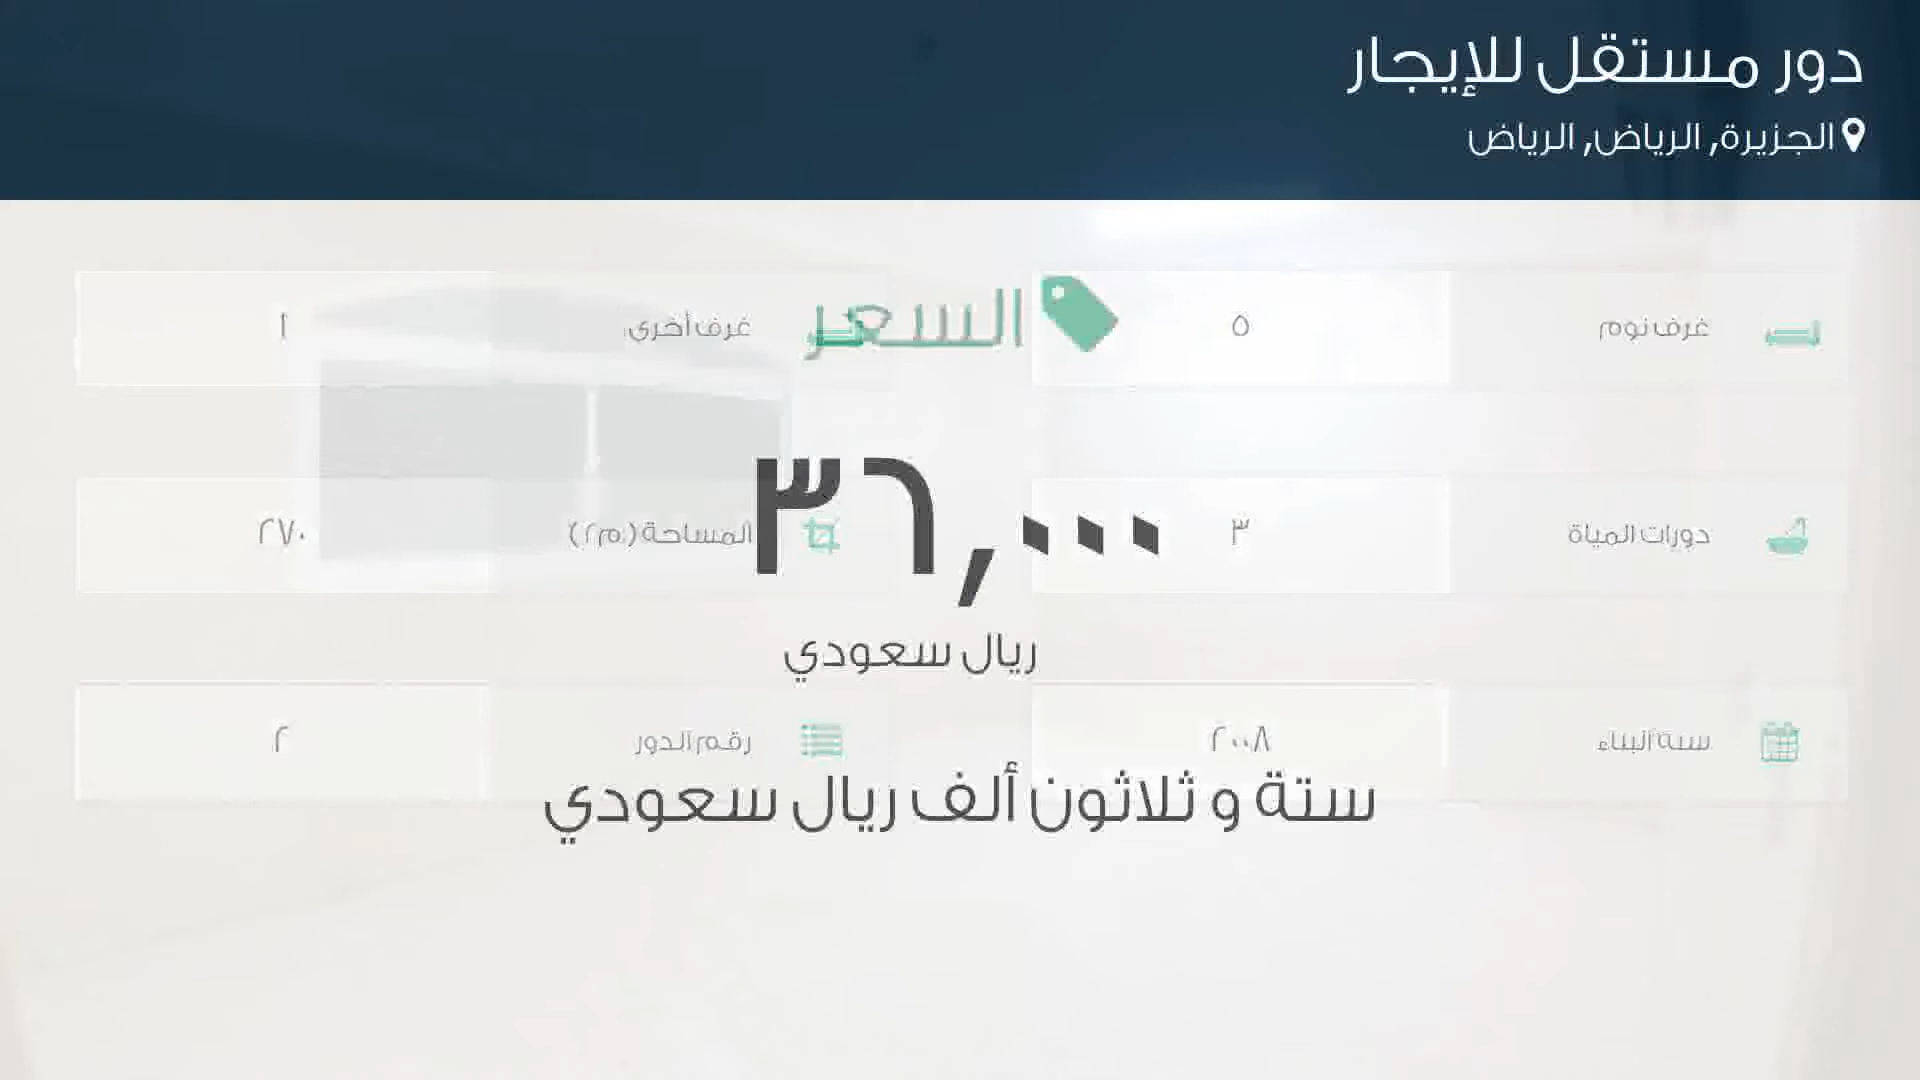 دور مستقل للإيجار
الجزيرة, الرياض, الرياض
السعر
غرف نوم ٥
غرف أخرى ١
٣٦,٠٠٠
دورات المياة ٣
المساحة (م٢) ٢٧٠
ريال سعودي
سنة البناء ٢٠٠٨
رقم الدور ٢
ستة و ثلاثون ألف ريال سعودي